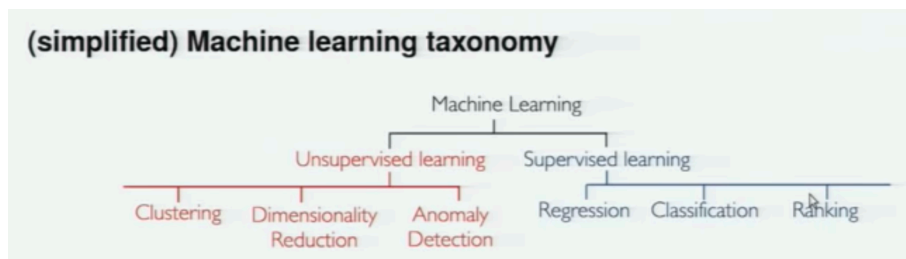 (simplified) Machine learning taxonomy
Machine Learning
Unsupervised learning
Supervised learning
Clustering
Dimensionality
Reduction
Anomaly
Detection
Regression
Classification
Ranking